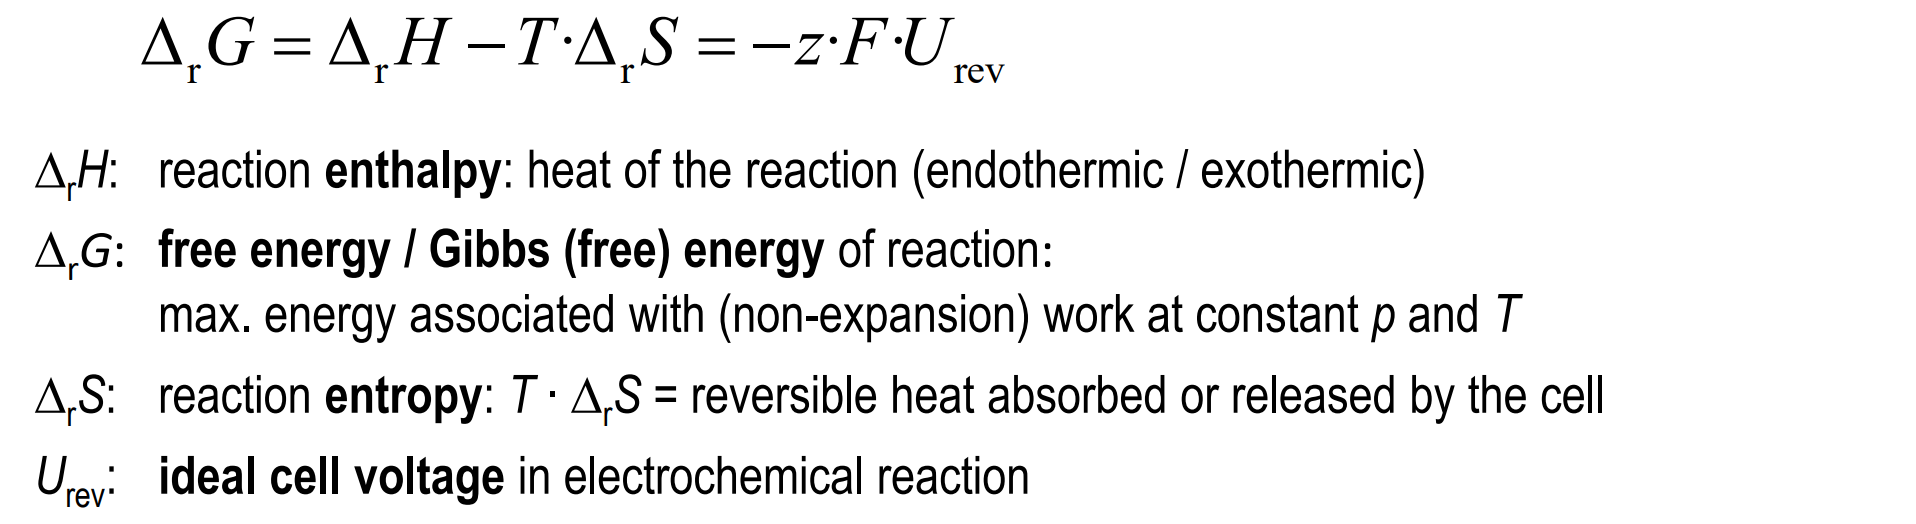 ΔrG = ΔrH − T·ΔrS = −z·F·Urev
ΔrH: reaction enthalpy: heat of the reaction (endothermic / exothermic)
ΔrG: free energy / Gibbs (free) energy of reaction:
max. energy associated with (non-expansion) work at constant p and T
ΔrS: reaction entropy: T · ΔrS = reversible heat absorbed or released by the cell
Urev: ideal cell voltage in electrochemical reaction